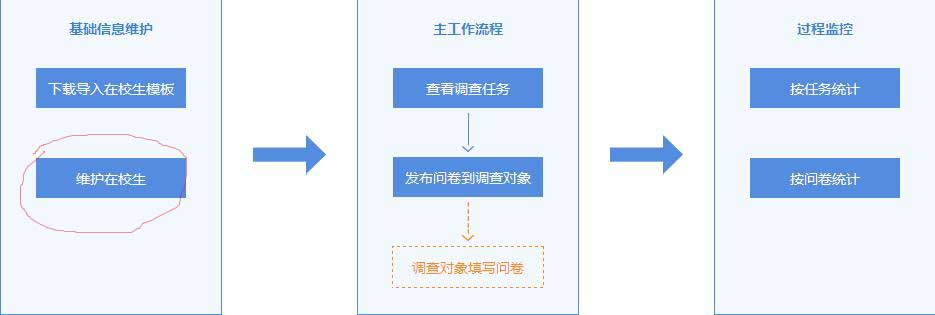 基础信息维护
下载导入在校生模板
维护在校生
主工作流程
查看调查任务
发布问卷到调查对象
调查对象填写问卷
过程监控
按任务统计
按问卷统计